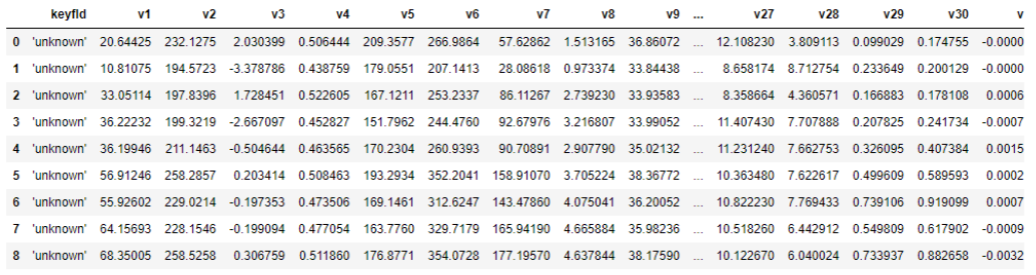 keyfld v1 v2 v3 v4 v5 v6 v7 v8 v9 ... v27 v28 v29 v30 v
0 'unknown' 20.64425 232.1275 2.030399 0.506444 209.3577 266.9864 57.62862 1.513165 36.86072 ... 12.108230 3.809113 0.099029 0.174755 -0.0000
1 'unknown' 10.81075 194.5723 -3.378786 0.438759 179.0551 207.1413 28.08618 0.973374 33.84438 ... 8.658174 8.712754 0.233649 0.200129 -0.0000
2 'unknown' 33.05114 197.8396 1.728451 0.522605 167.1211 253.2337 86.11267 2.739230 33.93583 ... 8.358664 4.360571 0.166883 0.178108 0.0006
3 'unknown' 36.22232 199.3219 -2.667097 0.452827 151.7962 244.4760 92.67976 3.216807 33.99052 ... 11.407430 7.707888 0.207825 0.241734 -0.0007
4 'unknown' 36.19946 211.1463 -0.504644 0.463565 170.2304 260.9393 90.70891 2.907790 35.02132 ... 11.231240 7.662753 0.326095 0.407384 0.0015
5 'unknown' 56.91246 258.2857 0.203414 0.508463 193.2934 352.2041 158.91070 3.705224 38.36772 ... 10.363480 7.622617 0.499609 0.589593 0.0002
6 'unknown' 55.92602 229.0214 -0.197353 0.473506 169.1461 312.6247 143.47860 4.075041 36.20052 ... 10.822230 7.769433 0.739106 0.919099 0.0007
7 'unknown' 64.15693 228.1546 -0.199094 0.477054 163.7760 329.7179 165.94190 4.665884 35.98236 ... 10.518260 6.442912 0.549809 0.617902 -0.0009
8 'unknown' 68.35005 258.5258 0.306759 0.511860 176.8771 354.0728 177.19570 4.637844 38.17590 ... 10.122670 6.040024 0.733937 0.882658 -0.0032